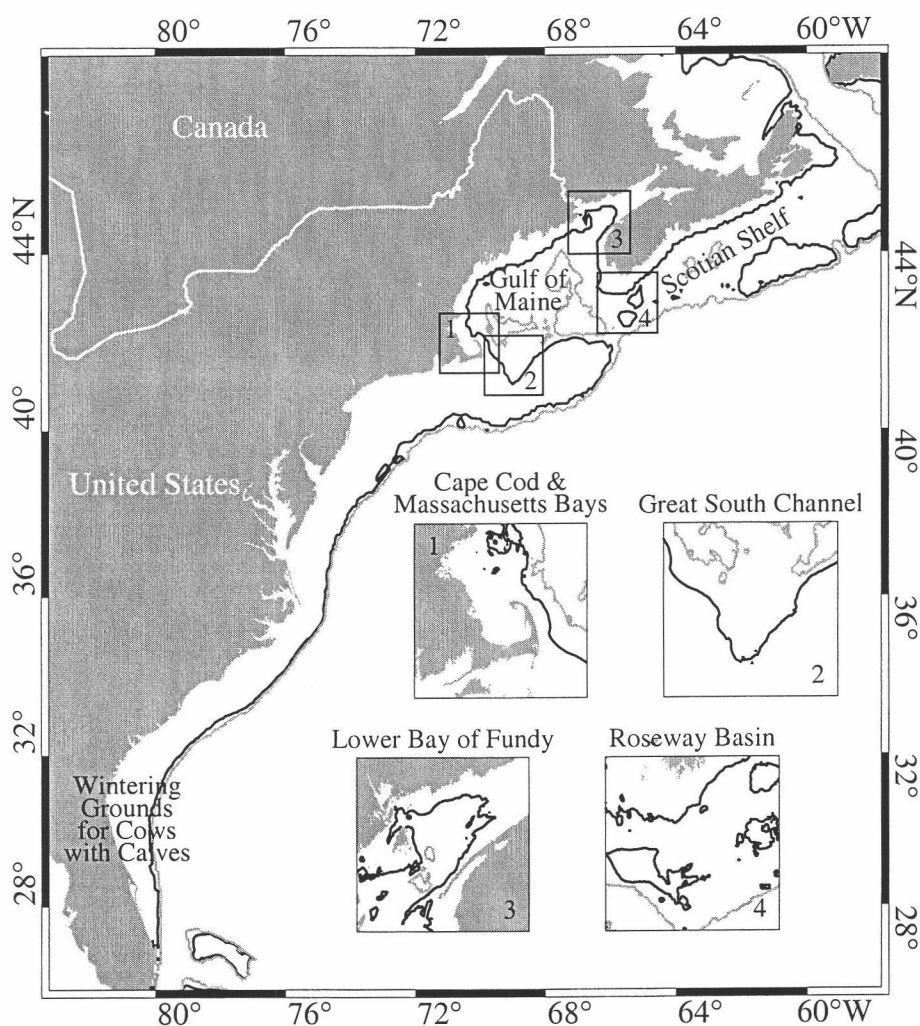 80° 76° 72° 68° 64° 60°W
Canada
44°N
44°N
Scotian Shelf
3
Gulf of
Maine
4
1
2
40°
40°
United States
Cape Cod &
Massachusetts Bays
Great South Channel
1
2
36°
36°
32°
32°
Lower Bay of Fundy
Roseway Basin
3
4
Wintering
Grounds
for Cows
with Calves
28°
28°
80° 76° 72° 68° 64° 60°W